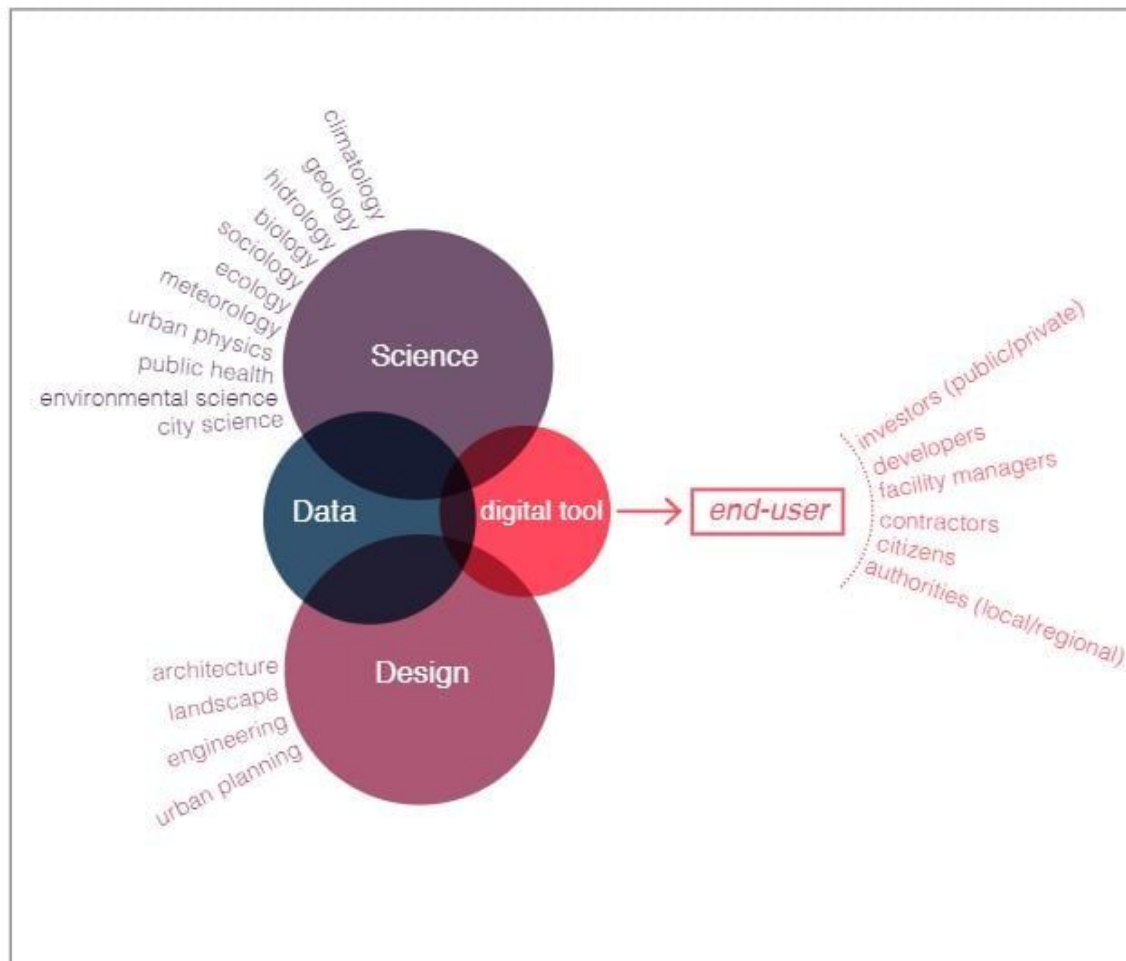 climatology
geology
hidrology
biology
sociology
ecology
meteorology
urban physics
public health
environmental science
city science
Science
Data
digital tool
end-user
investors (public/private)
developers
facility managers
contractors
citizens
authorities (local/regional)
Design
architecture
landscape
engineering
urban planning